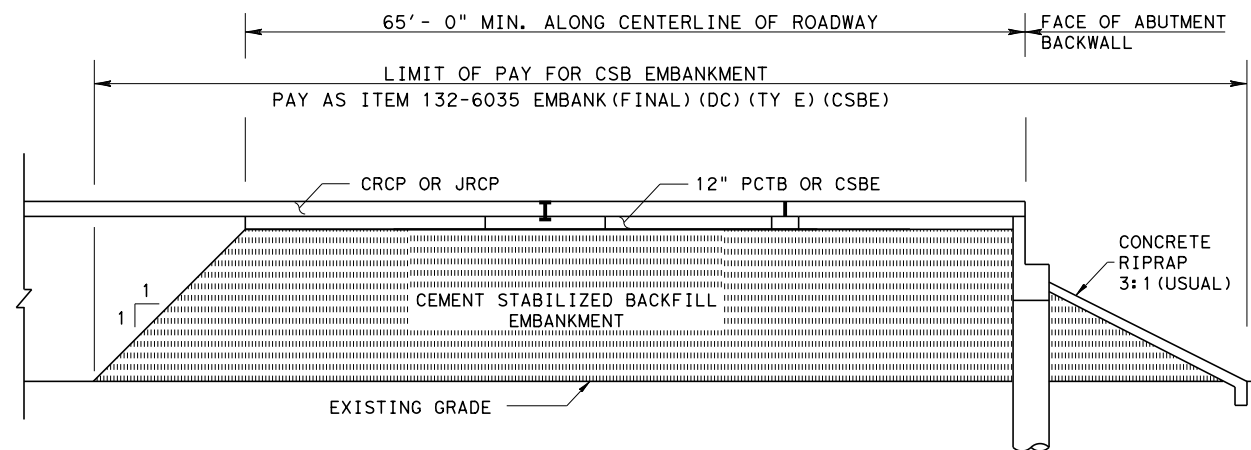 65'- 0" MIN. ALONG CENTERLINE OF ROADWAY
FACE OF ABUTMENT
BACKWALL
LIMIT OF PAY FOR CSB EMBANKMENT
PAY AS ITEM 132-6035 EMBANK(FINAL)(DC)(TY E)(CSBE)
CRCP OR JRCP
12" PCTB OR CSBE
CONCRETE
RIPRAP
3:1(USUAL)
1
1
CEMENT STABILIZED BACKFILL
EMBANKMENT
EXISTING GRADE